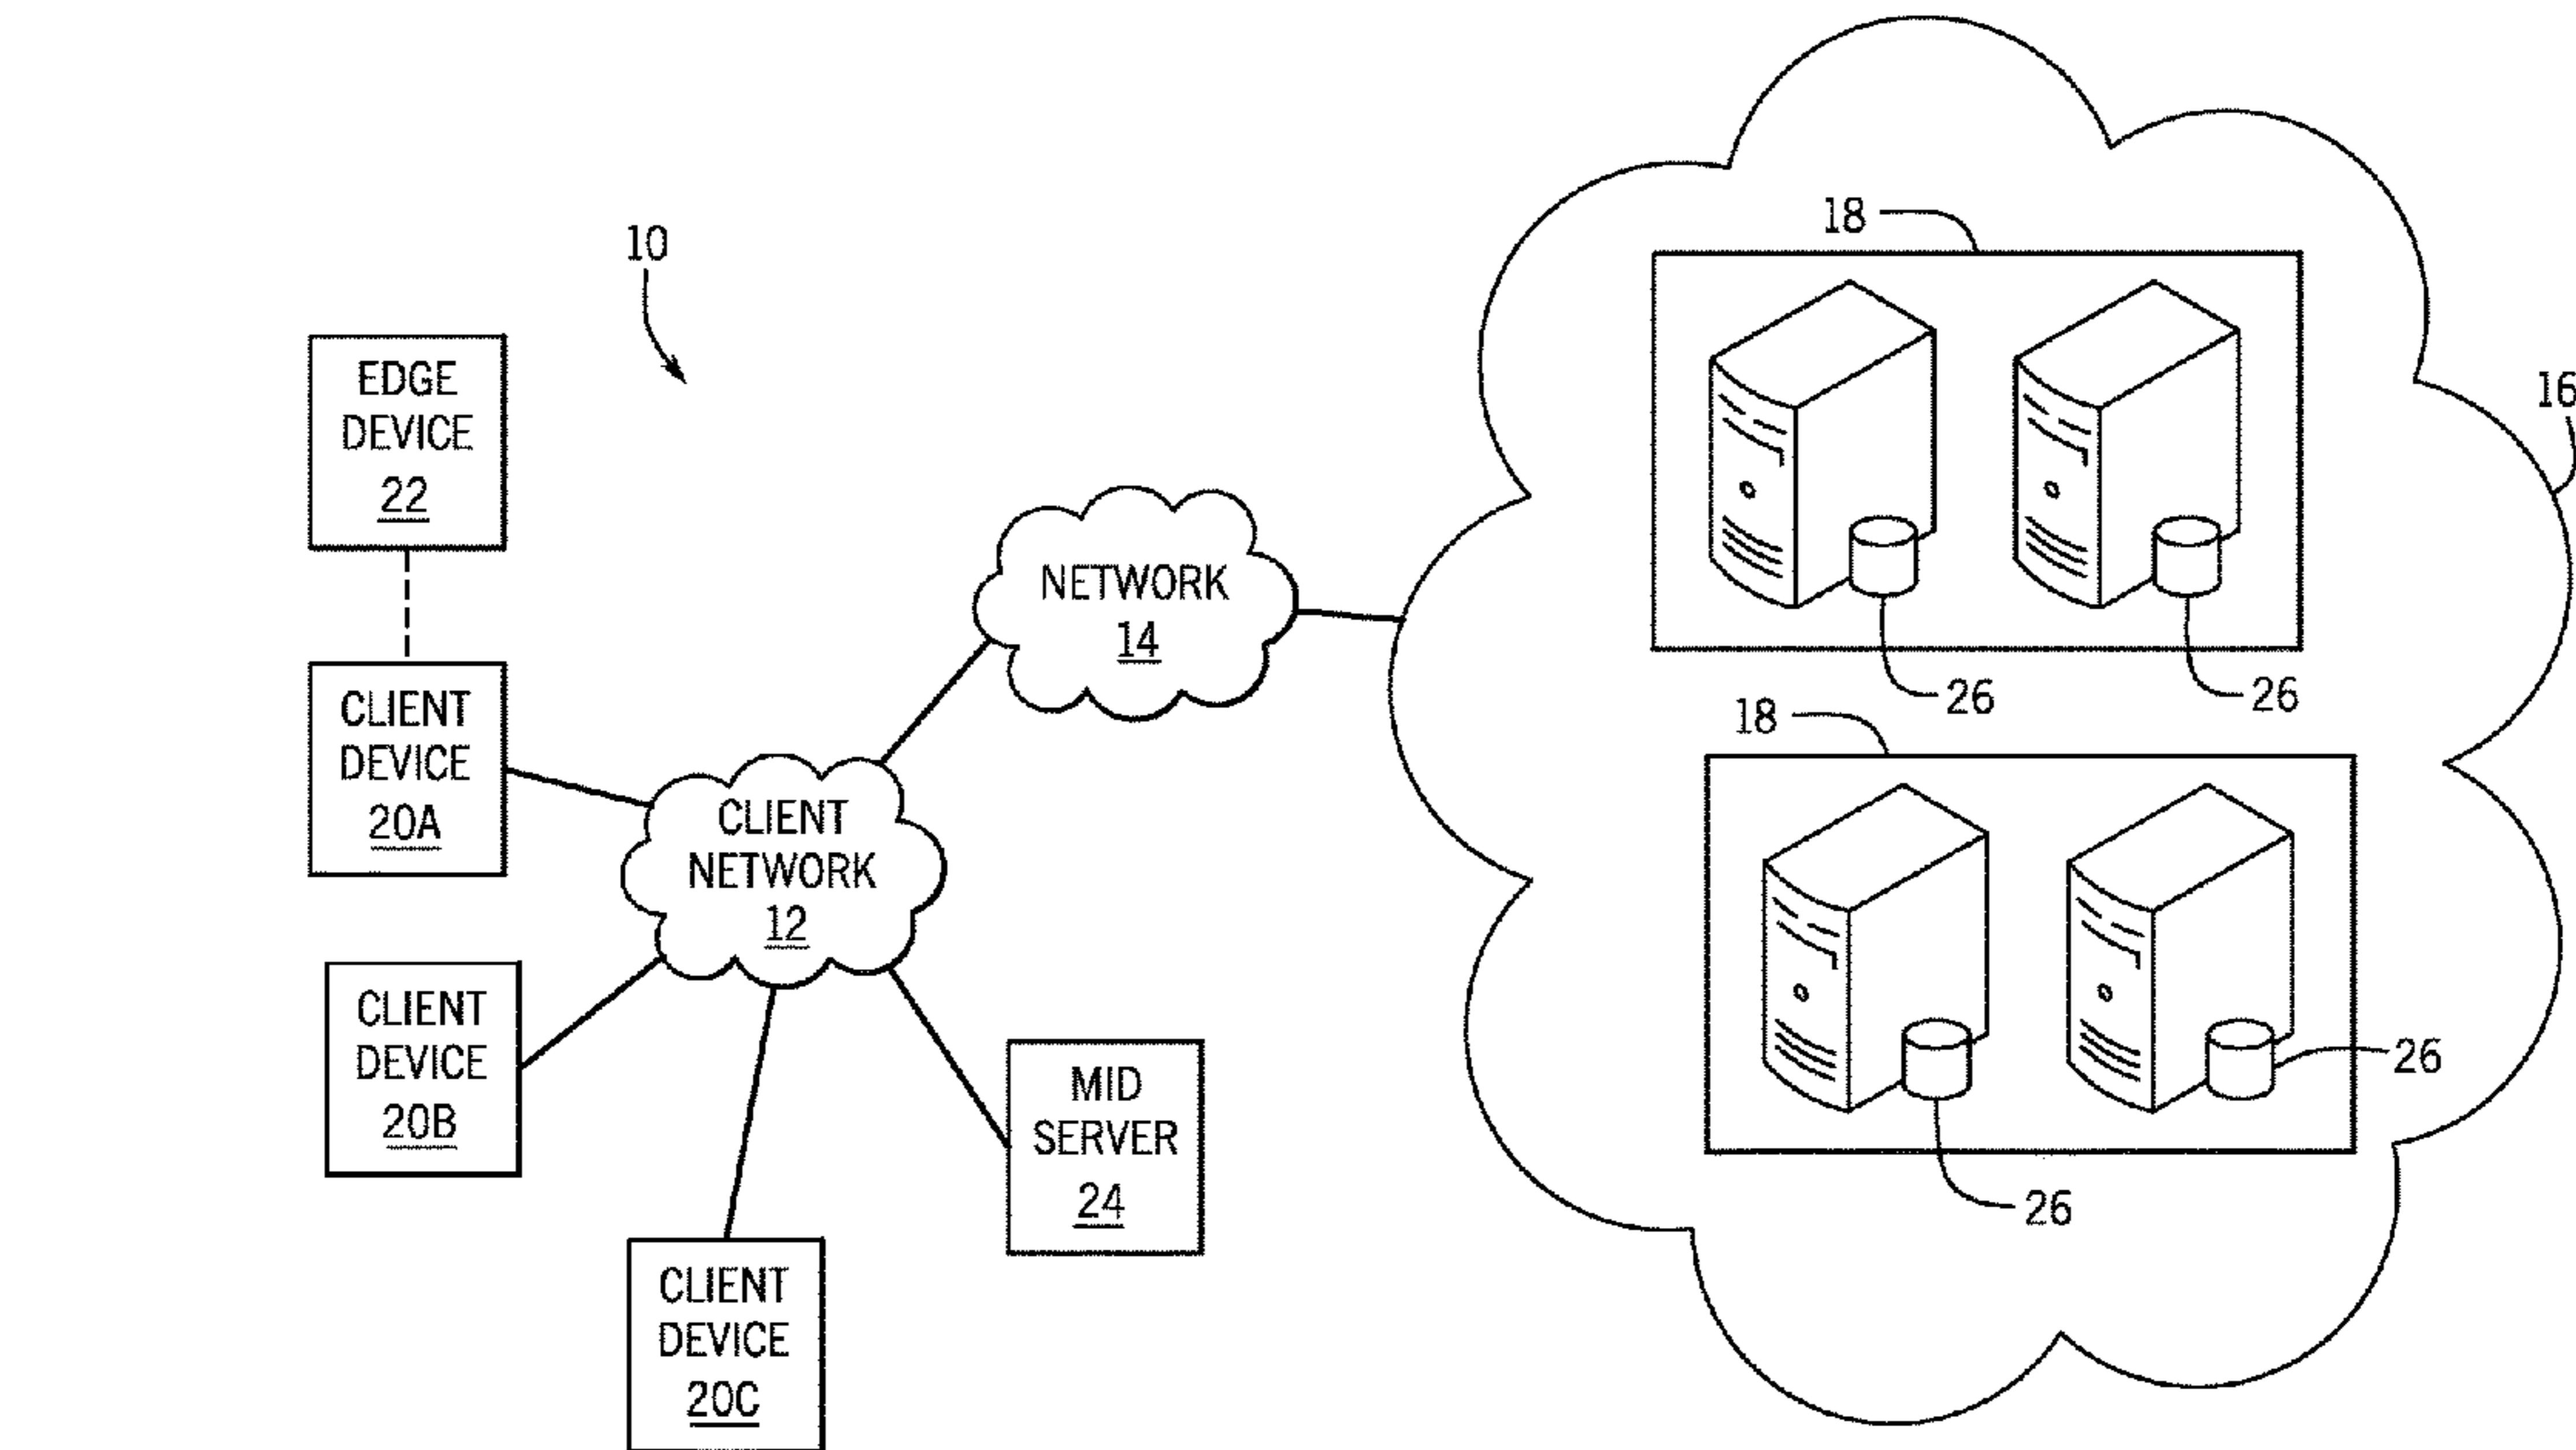 10
EDGE
DEVICE
22
CLIENT
DEVICE
20A
CLIENT
DEVICE
20B
CLIENT
DEVICE
20C
CLIENT
NETWORK
12
MID
SERVER
24
NETWORK
14
16
18
26
26
18
26
26